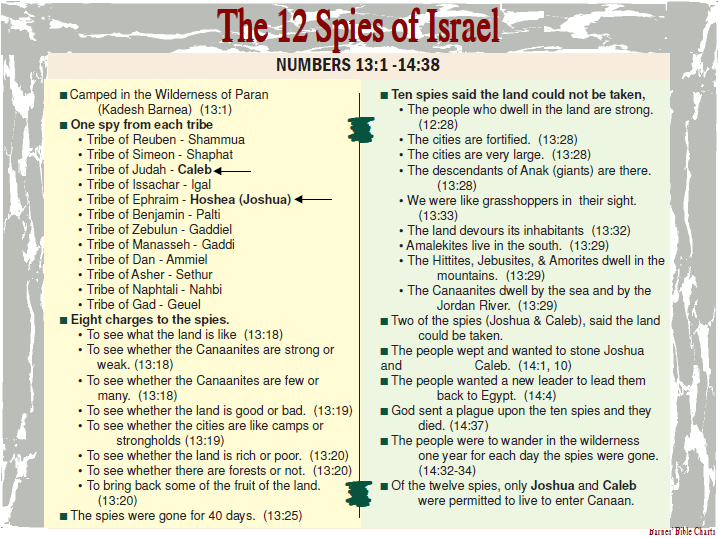 The 12 Spies of Israel
NUMBERS 13:1 -14:38
■ Camped in the Wilderness of Paran
(Kadesh Barnea) (13:1)
■ One spy from each tribe
• Tribe of Reuben - Shammua
• Tribe of Simeon - Shaphat
• Tribe of Judah - Caleb
• Tribe of Issachar - Igal
• Tribe of Ephraim - Hoshea (Joshua)
• Tribe of Benjamin - Palti
• Tribe of Zebulun - Gaddiel
• Tribe of Manasseh - Gaddi
• Tribe of Dan - Ammiel
• Tribe of Asher - Sethur
• Tribe of Naphtali - Nahbi
• Tribe of Gad - Geuel
■ Eight charges to the spies.
• To see what the land is like (13:18)
• To see whether the Canaanites are strong or
weak. (13:18)
• To see whether the Canaanites are few or
many. (13:18)
• To see whether the land is good or bad. (13:19)
• To see whether the cities are like camps or
strongholds (13:19)
• To see whether the land is rich or poor. (13:20)
• To see whether there are forests or not. (13:20)
• To bring back some of the fruit of the land.
(13:20)
■ The spies were gone for 40 days. (13:25)
■ Ten spies said the land could not be taken,
• The people who dwell in the land are strong.
(12:28)
• The cities are fortified. (13:28)
• The cities are very large. (13:28)
• The descendants of Anak (giants) are there.
(13:28)
• We were like grasshoppers in their sight.
(13:33)
• The land devours its inhabitants (13:32)
• Amalekites live in the south. (13:29)
• The Hittites, Jebusites, & Amorites dwell in the
mountains. (13:29)
• The Canaanites dwell by the sea and by the
Jordan River. (13:29)
■ Two of the spies (Joshua & Caleb), said the land
could be taken.
■ The people wept and wanted to stone Joshua
and Caleb. (14:1, 10)
■ The people wanted a new leader to lead them
back to Egypt. (14:4)
■ God sent a plague upon the ten spies and they
died. (14:37)
■ The people were to wander in the wilderness
one year for each day the spies were gone.
(14:32-34)
■ Of the twelve spies, only Joshua and Caleb
were permitted to live to enter Canaan.
Barnes' Bible Charts